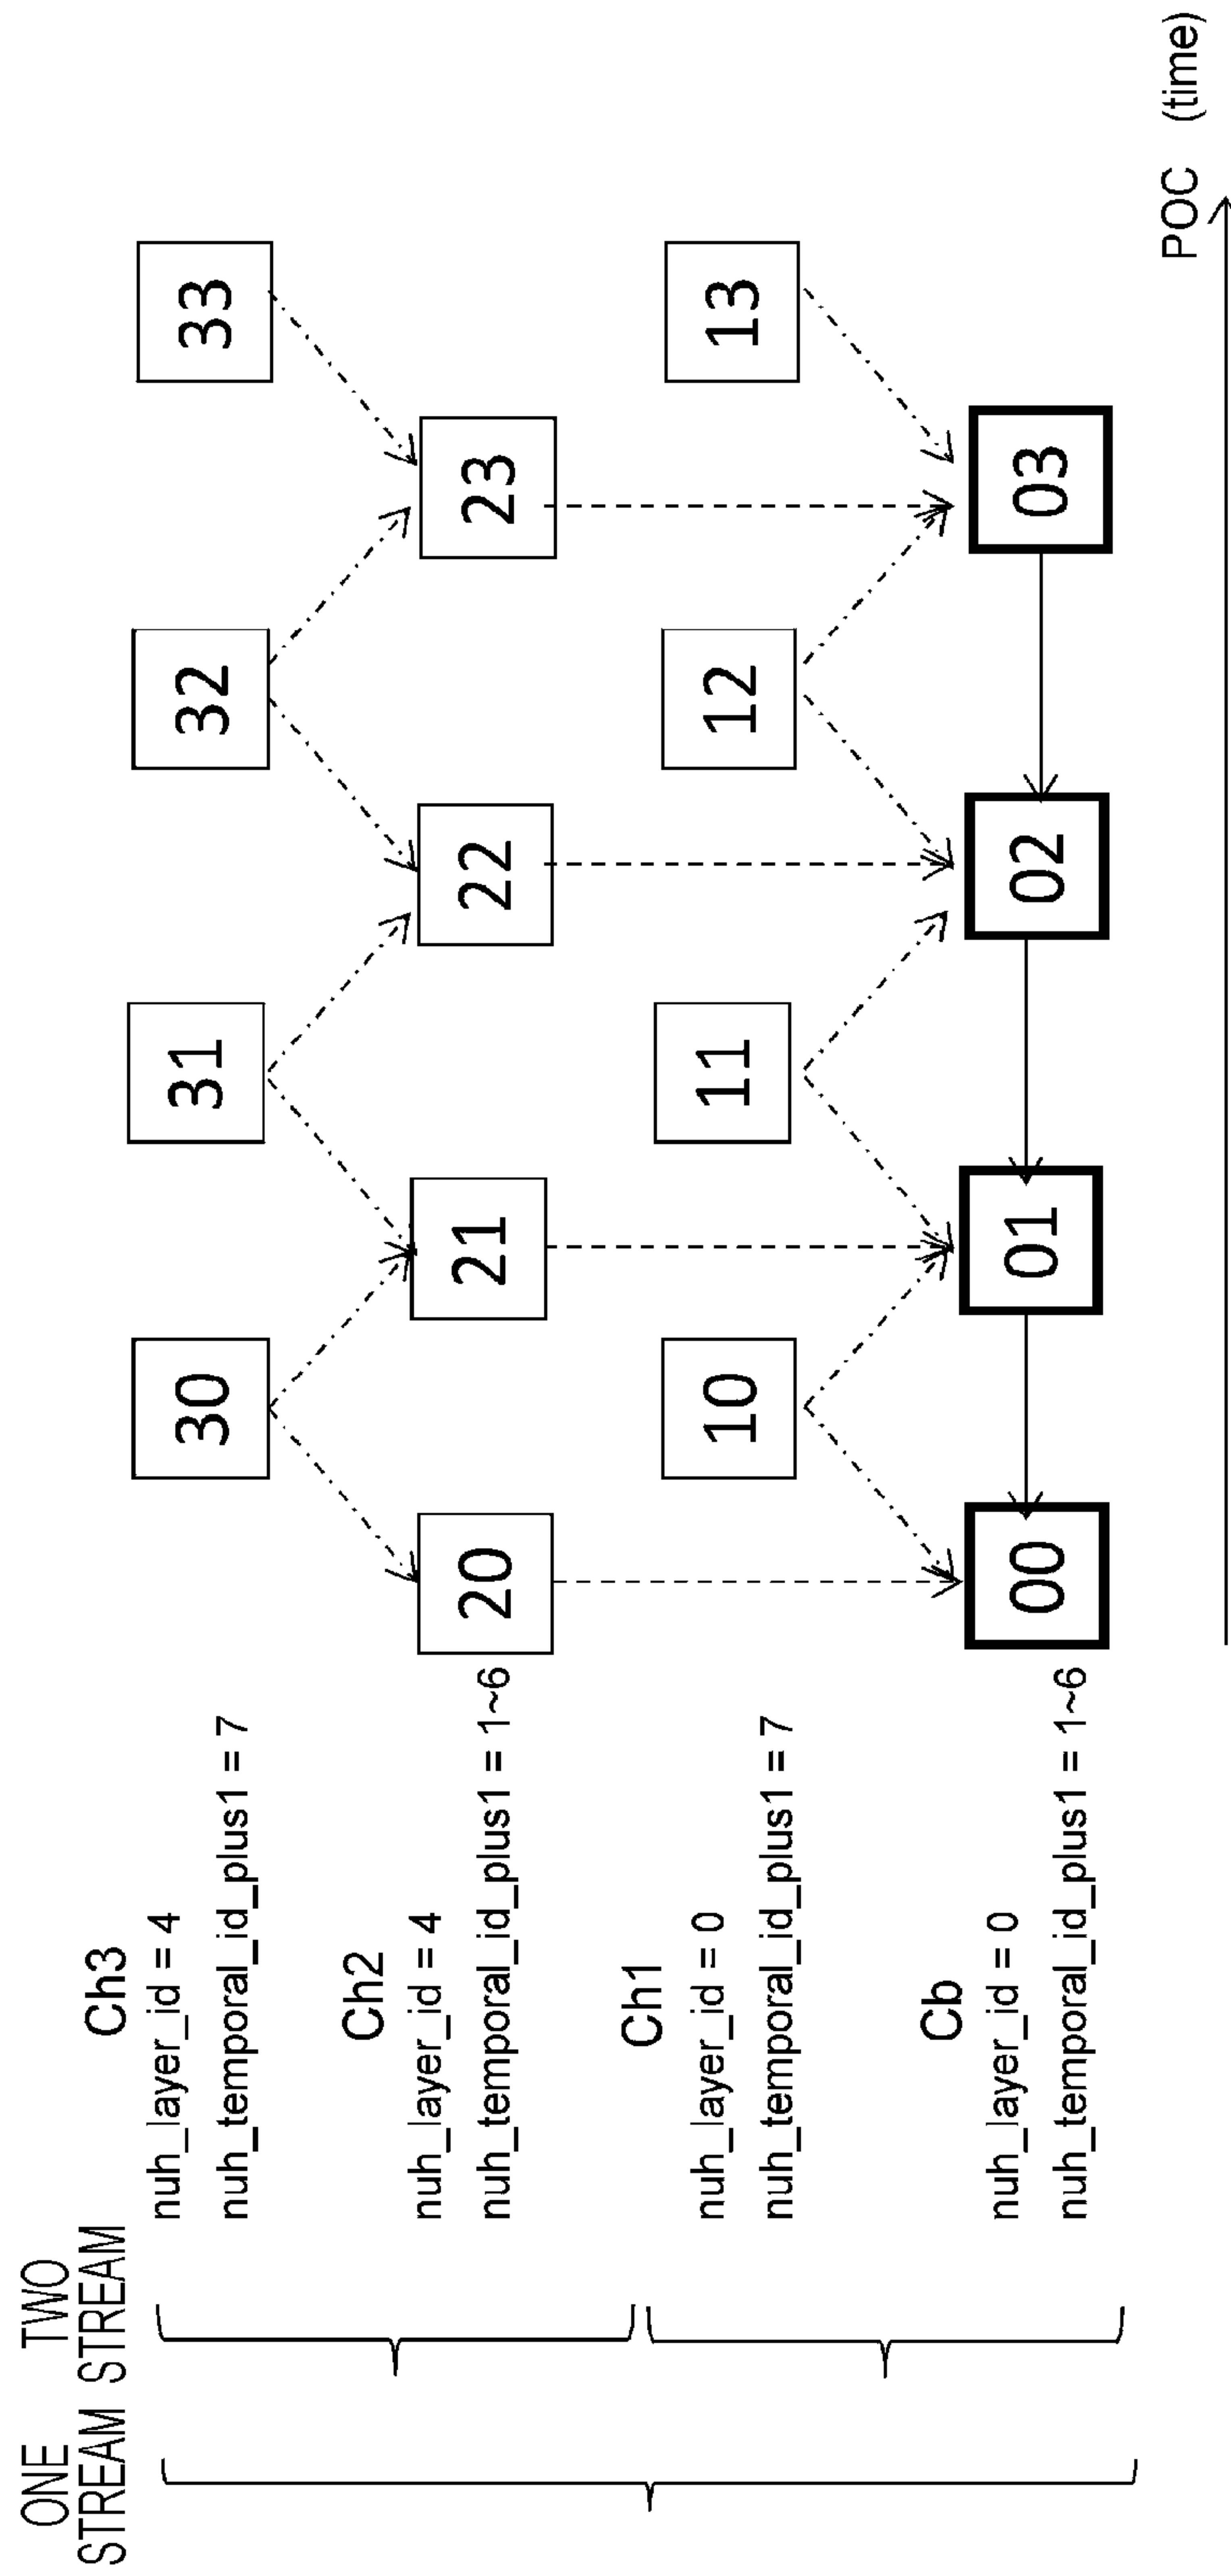 ONE
STREAM
TWO
STREAM
Ch3
nuh_layer_id = 4
nuh_temporal_id_plus1 = 7
30
31
32
33
Ch2
nuh_layer_id = 4
nuh_temporal_id_plus1 = 1~6
20
21
22
23
Ch1
nuh_layer_id = 0
nuh_temporal_id_plus1 = 7
10
11
12
13
Cb
nuh_layer_id = 0
nuh_temporal_id_plus1 = 1~6
00
01
02
03
POC (time)